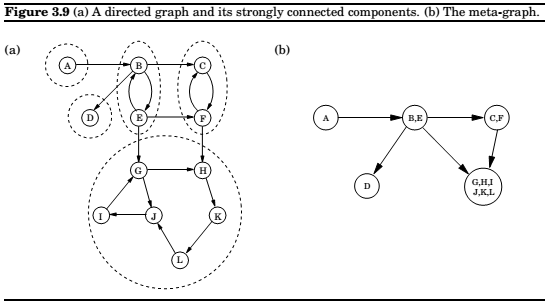 Figure 3.9 (a) A directed graph and its strongly connected components. (b) The meta-graph.
(a)
A
B
C
D
E
F
G
H
I
J
K
L
(b)
A
B,E
C,F
D
G,H,I
J,K,L